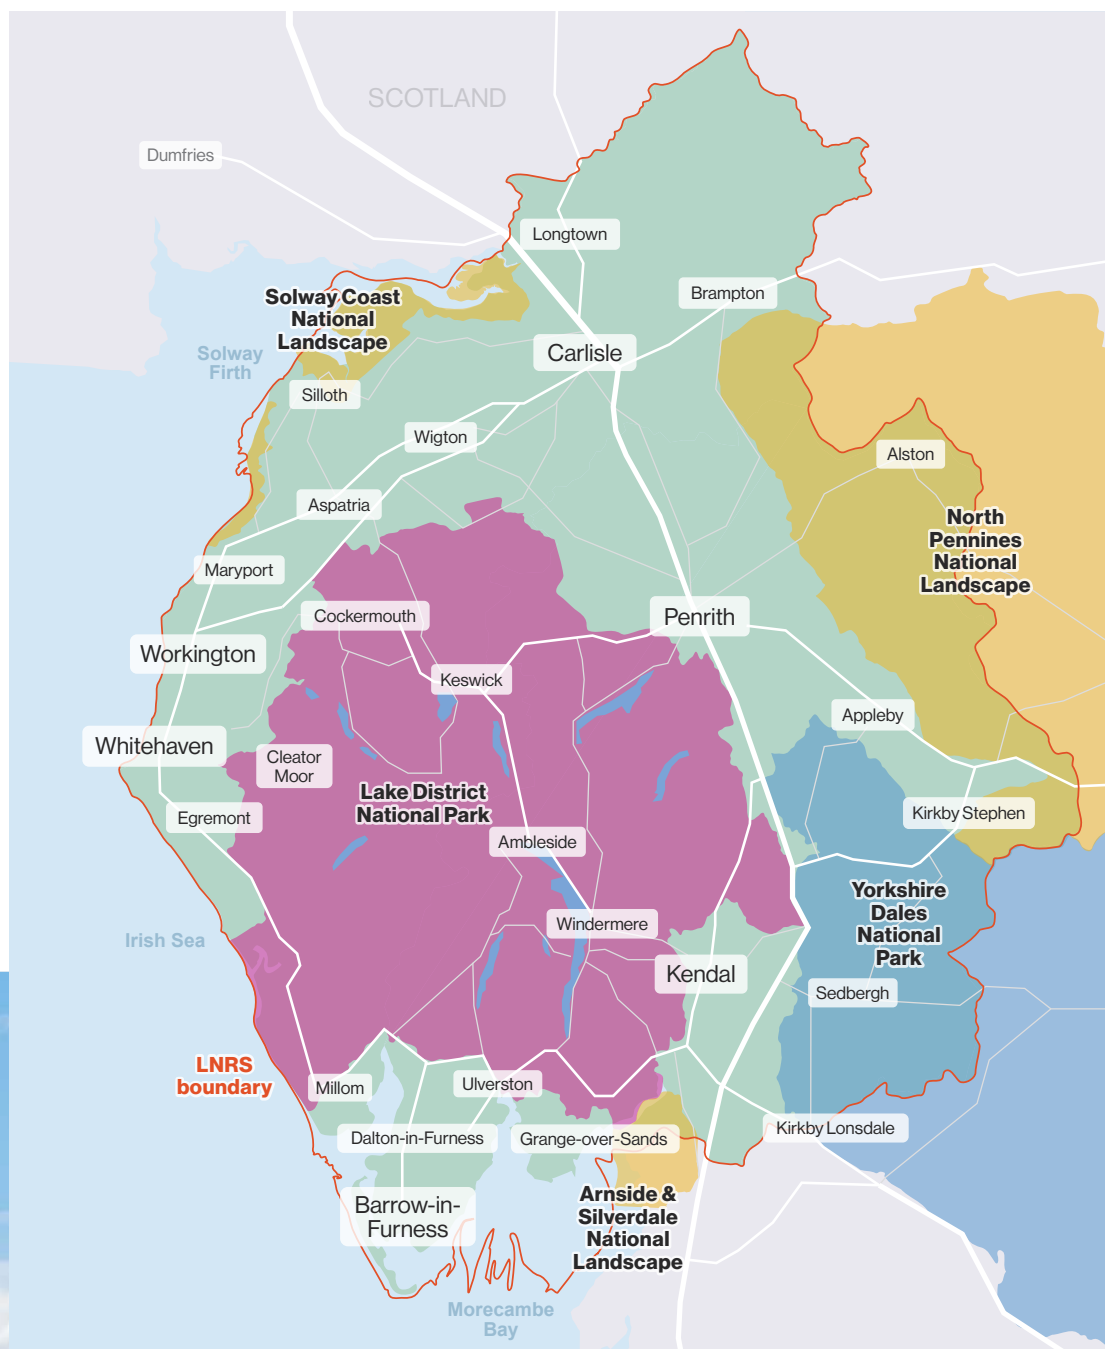 SCOTLAND
Dumfries
Longtown
Brampton
Solway Coast
National
Landscape
Solway
Firth
Carlisle
Silloth
Wigton
Alston
Aspatria
North
Pennines
National
Landscape
Maryport
Cockermouth
Penrith
Workington
Keswick
Appleby
Whitehaven
Cleator
Moor
Lake District
National Park
Egremont
Kirkby Stephen
Ambleside
Yorkshire
Dales
National
Park
Windermere
Irish Sea
Kendal
Sedbergh
LNRS
boundary
Millom
Ulverston
Dalton-in-Furness
Grange-over-Sands
Kirkby Lonsdale
Barrow-in-
Furness
Arnside &
Silverdale
National
Landscape
Morecambe
Bay